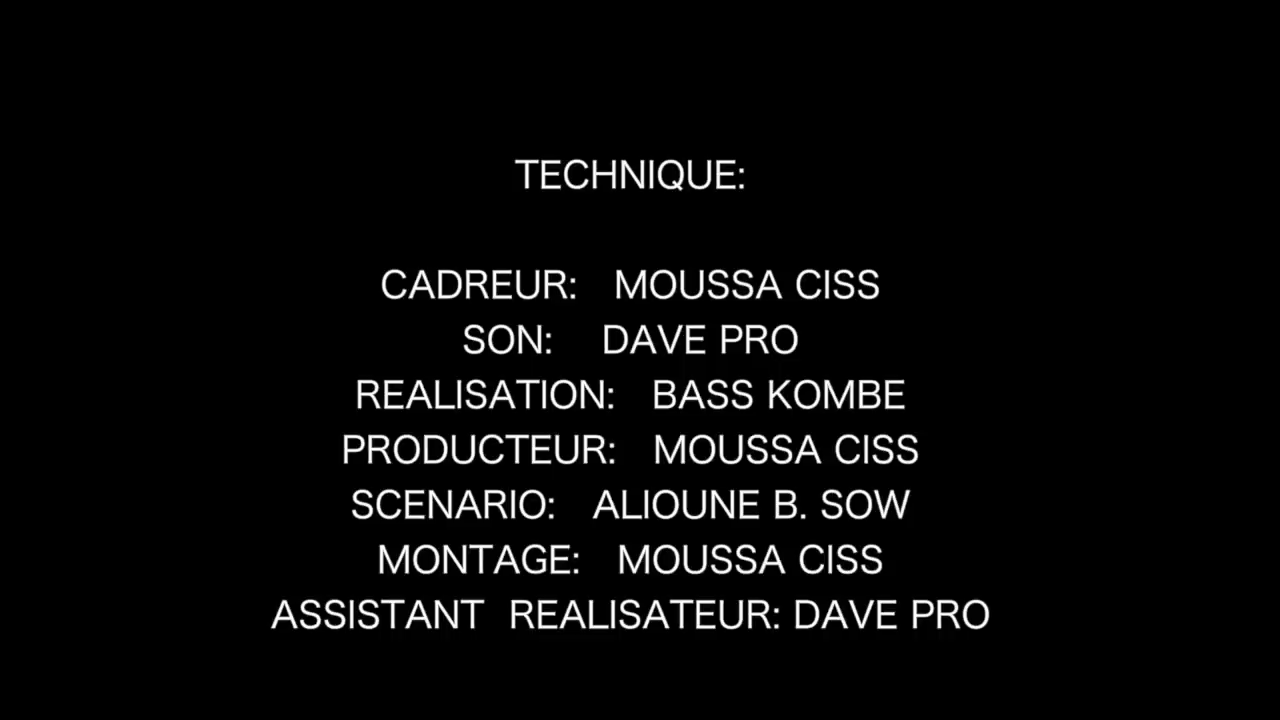 TECHNIQUE:
CADREUR: MOUSSA CISS
SON: DAVE PRO
REALISATION: BASS KOMBE
PRODUCTEUR: MOUSSA CISS
SCENARIO: ALIOUNE B. SOW
MONTAGE: MOUSSA CISS
ASSISTANT REALISATEUR: DAVE PRO